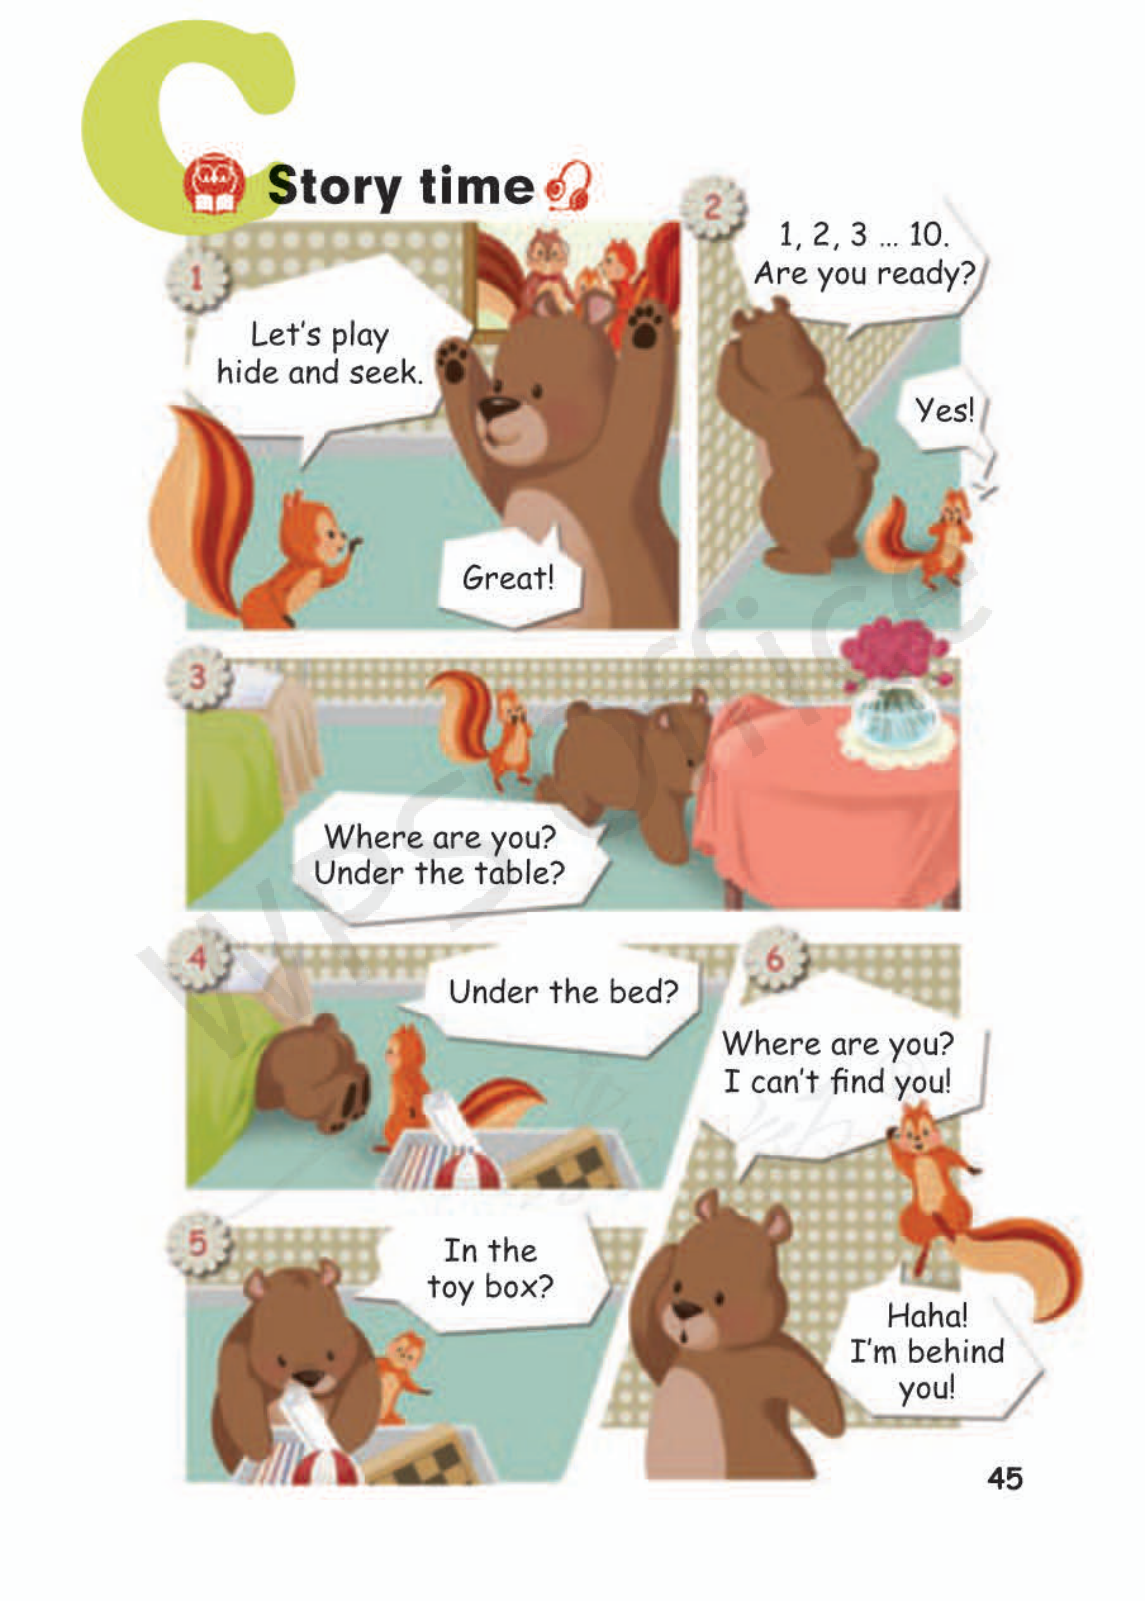 C
Story time
1
Let's play
hide and seek.
Great!
2
1, 2, 3 ... 10.
Are you ready?
Yes!
3
Where are you?
Under the table?
4
Under the bed?
5
In the
toy box?
6
Where are you?
I can't find you!
Haha!
I'm behind
you!
45
WPS Office